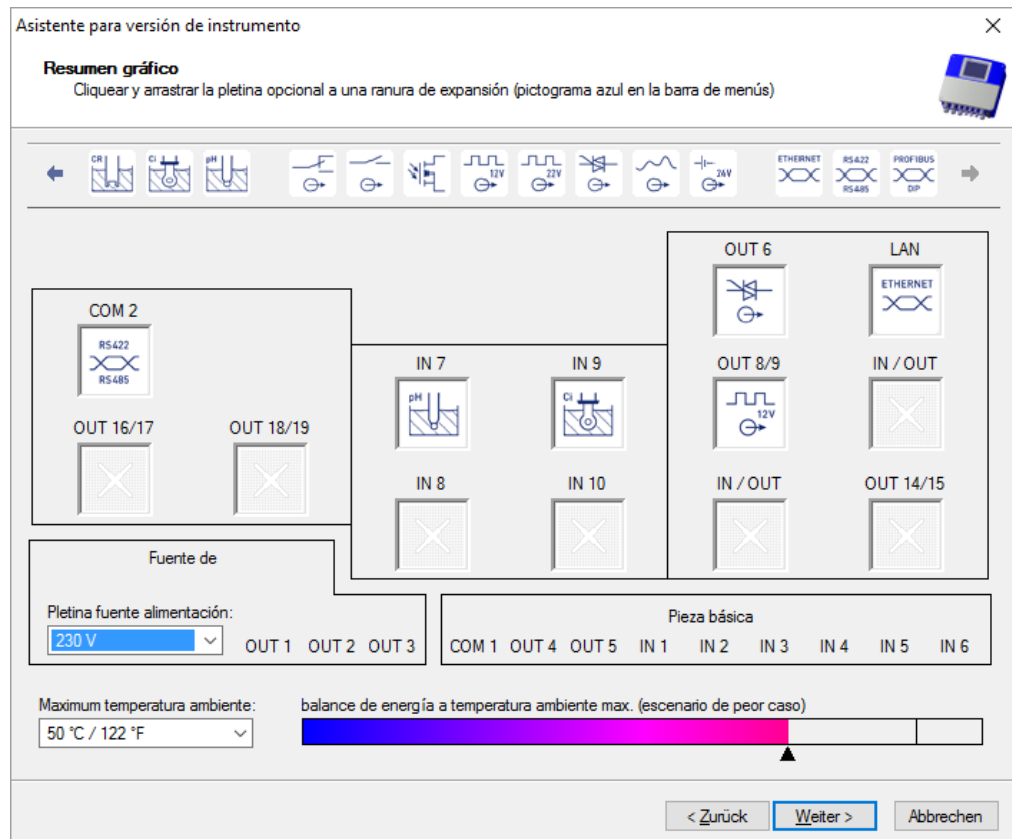 Asistente para versión de instrumento
Resumen gráfico
Cliquear y arrastrar la pletina opcional a una ranura de expansión (pictograma azul en la barra de menús)
CR
Ci
pH
12V
22V
24V
ETHERNET
RS422
RS485
PROFIBUS
DIP
OUT 6
LAN
ETHERNET
COM 2
RS422
RS485
IN 7
IN 9
OUT 8/9
IN / OUT
pH
Ci
12V
OUT 16/17
OUT 18/19
IN 8
IN 10
IN / OUT
OUT 14/15
Fuente de
Pletina fuente alimentación:
230 V
OUT 1 OUT 2 OUT 3
Pieza básica
COM 1 OUT 4 OUT 5 IN 1 IN 2 IN 3 IN 4 IN 5 IN 6
Maximum temperatura ambiente:
50 °C / 122 °F
balance de energía a temperatura ambiente max. (escenario de peor caso)
< Zurück
Weiter >
Abbrechen